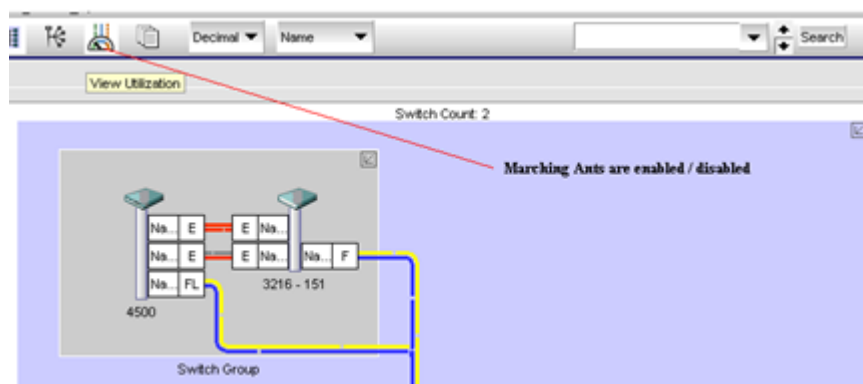 Decimal Name Search
View Utilization
Switch Count: 2
Marching Ants are enabled / disabled
Na... E E Na...
Na... E E Na... Na... F
Na... FL 3216 - 151
4500
Switch Group